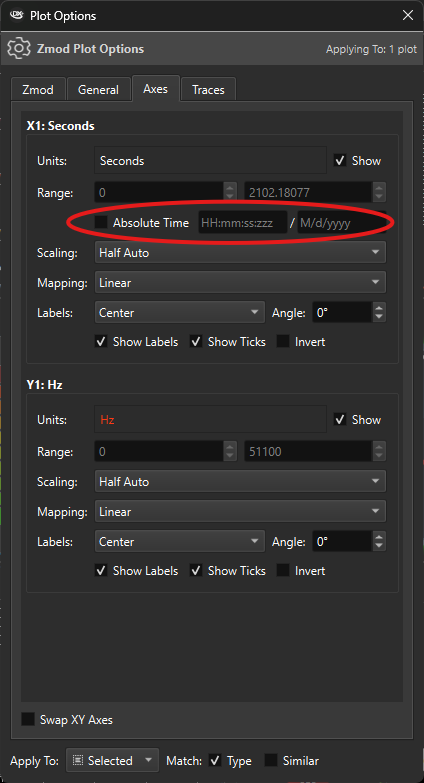 Plot Options
Zmod Plot Options Applying To: 1 plot
Zmod General Axes Traces
X1: Seconds
Units: Seconds Show
Range: 0 2102.18077
Absolute Time HH:mm:ss:zzz / M/d/yyyy
Scaling: Half Auto
Mapping: Linear
Labels: Center Angle: 0°
Show Labels Show Ticks Invert
Y1: Hz
Units: Hz Show
Range: 0 51100
Scaling: Half Auto
Mapping: Linear
Labels: Center Angle: 0°
Show Labels Show Ticks Invert
Swap XY Axes
Apply To: Selected Match: Type Similar